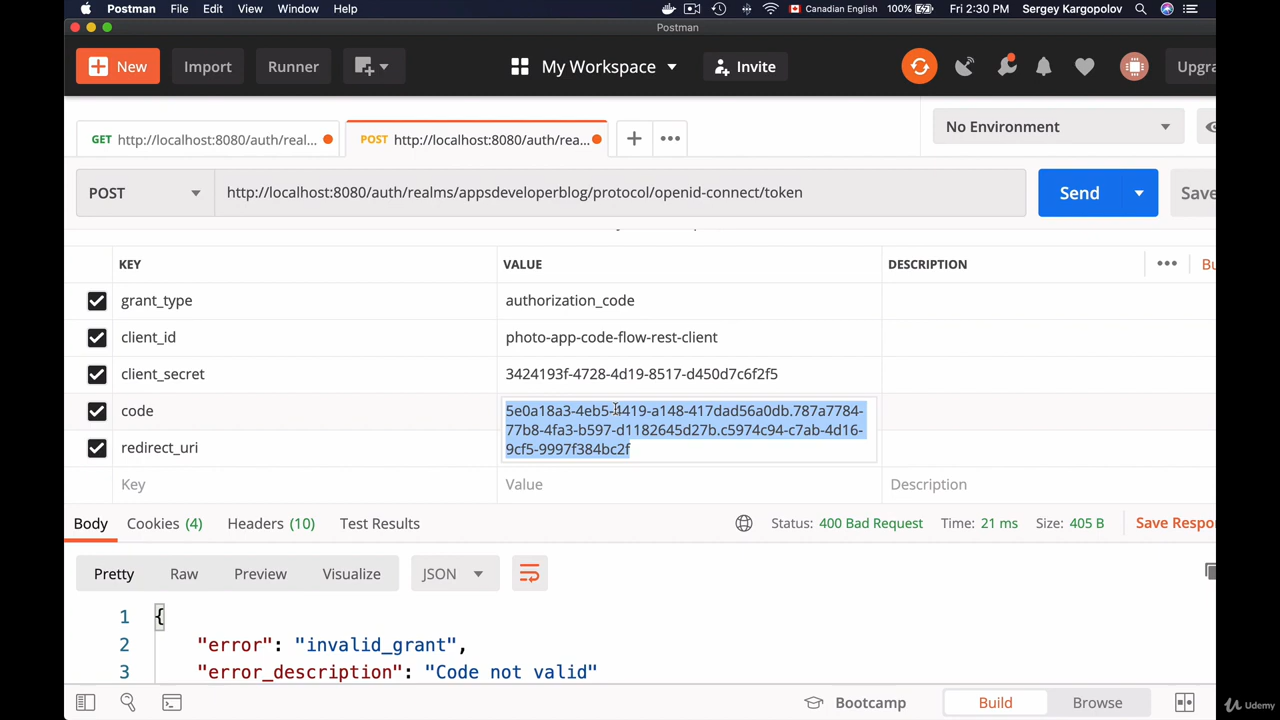 Postman File Edit View Window Help Canadian English 100% Fri 2:30 PM Sergey Kargopolov
Postman
New Import Runner My Workspace Invite Upgra
GET http://localhost:8080/auth/real... POST http://localhost:8080/auth/rea... No Environment
POST http://localhost:8080/auth/realms/appsdeveloperblog/protocol/openid-connect/token Send Save
KEY VALUE DESCRIPTION Bu
grant_type authorization_code
client_id photo-app-code-flow-rest-client
client_secret 3424193f-4728-4d19-8517-d450d7c6f2f5
code 5e0a18a3-4eb5-4419-a148-417dad56a0db.787a7784-
77b8-4fa3-b597-d1182645d27b.c5974c94-c7ab-4d16-
redirect_uri 9cf5-9997f384bc2f
Key Value Description
Body Cookies (4) Headers (10) Test Results Status: 400 Bad Request Time: 21 ms Size: 405 B Save Respo
Pretty Raw Preview Visualize JSON
1 {
2 "error": "invalid_grant",
3 "error_description": "Code not valid"
Bootcamp Build Browse
Udemy